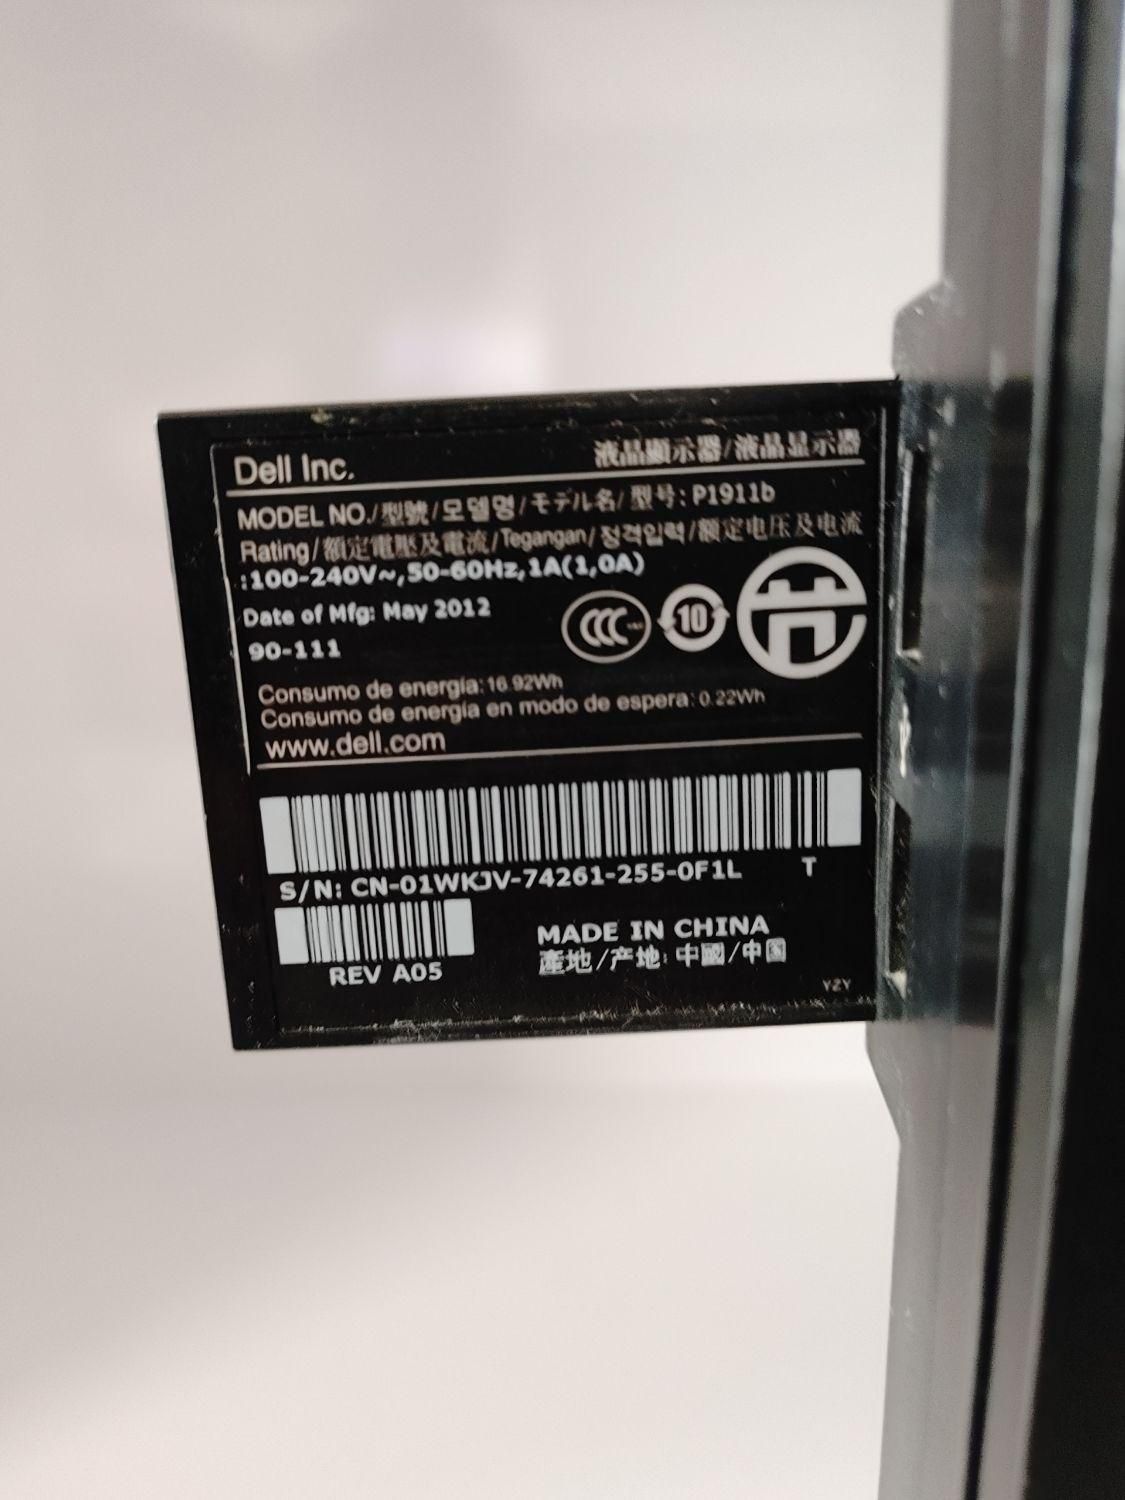 Dell Inc.
液晶顯示器/液晶显示器
MODEL NO./型號/모델명/モデル名/型号: P1911b
Rating/額定電壓及電流/Tegangan/정격입력/额定电压及电流
:100-240V~,50-60Hz,1A(1,0A)
Date of Mfg: May 2012
90-111
CCC
10
Consumo de energía: 16.92Wh
Consumo de energía en modo de espera: 0.22Wh
www.dell.com
S/N: CN-01WKJV-74261-255-0F1L T
REV A05
MADE IN CHINA
產地/产地: 中國/中国
YZY